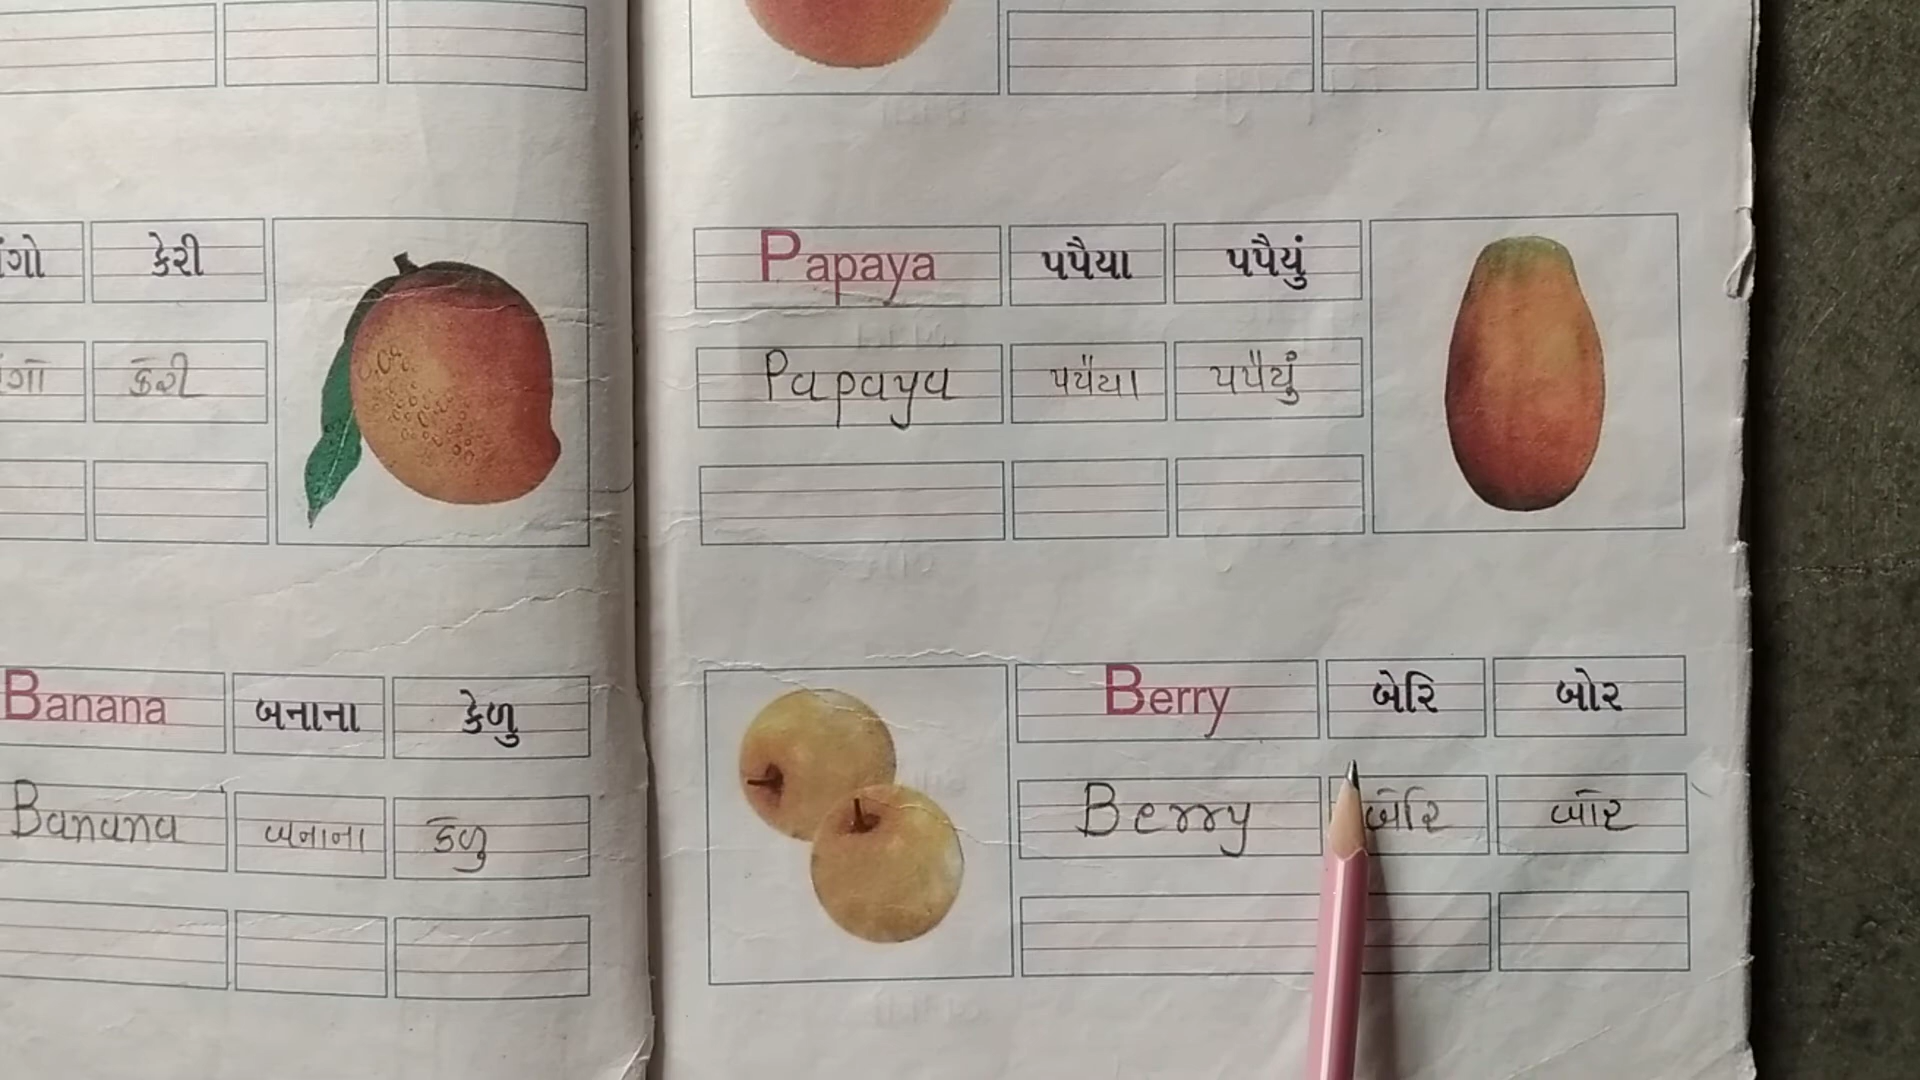 ંગો કેરી
ંગો કેરી
Banana બનાના કેળુ
Banana બનાના કેળુ
Papaya પપૈયા પપૈયું
Papaya પપૈયા પપૈયું
Berry બેરિ બોર
Berry બેરિ બોર